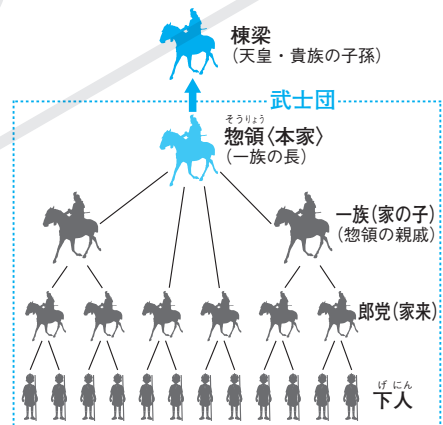 棟梁
(天皇・貴族の子孫)
武士団
そうりょう
惣領〈本家〉
(一族の長)
一族(家の子)
(惣領の親戚)
郎党(家来)
げにん
下人